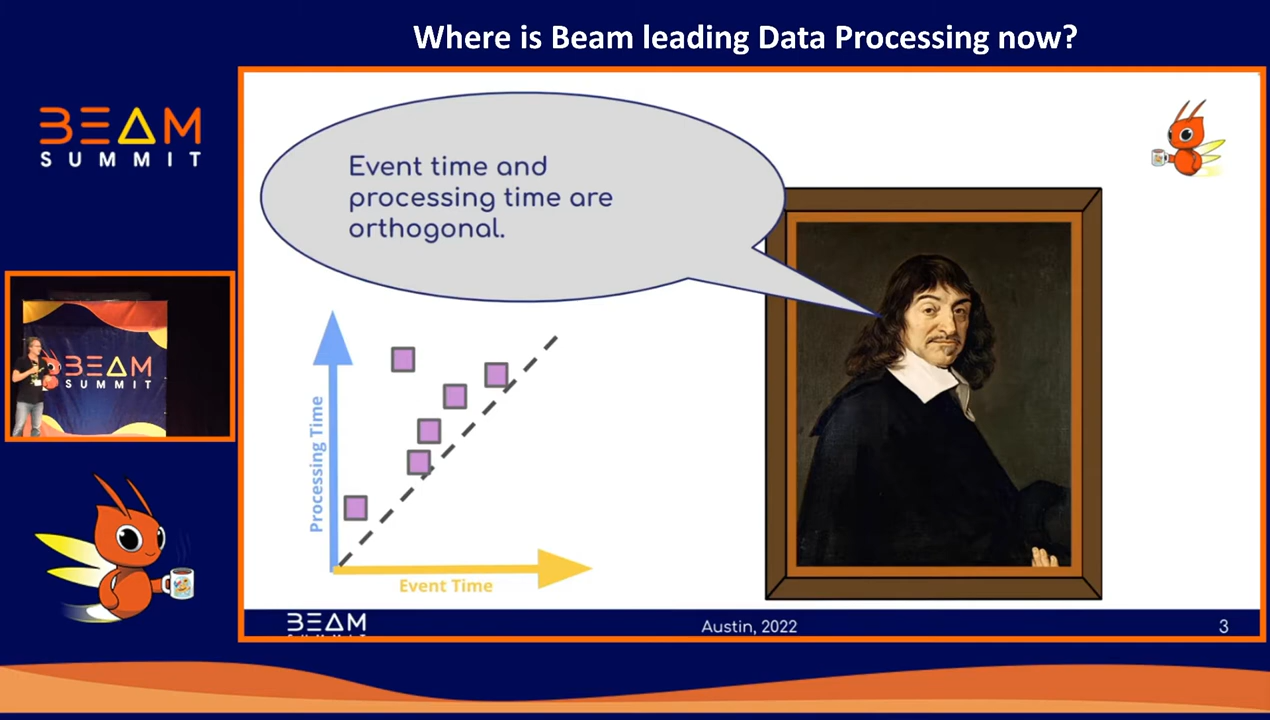 Where is Beam leading Data Processing now?
BEAM
SUMMIT
Event time and
processing time are
orthogonal.
BEAM
SUMMIT
Processing Time
Event Time
BEAM
Austin, 2022
3